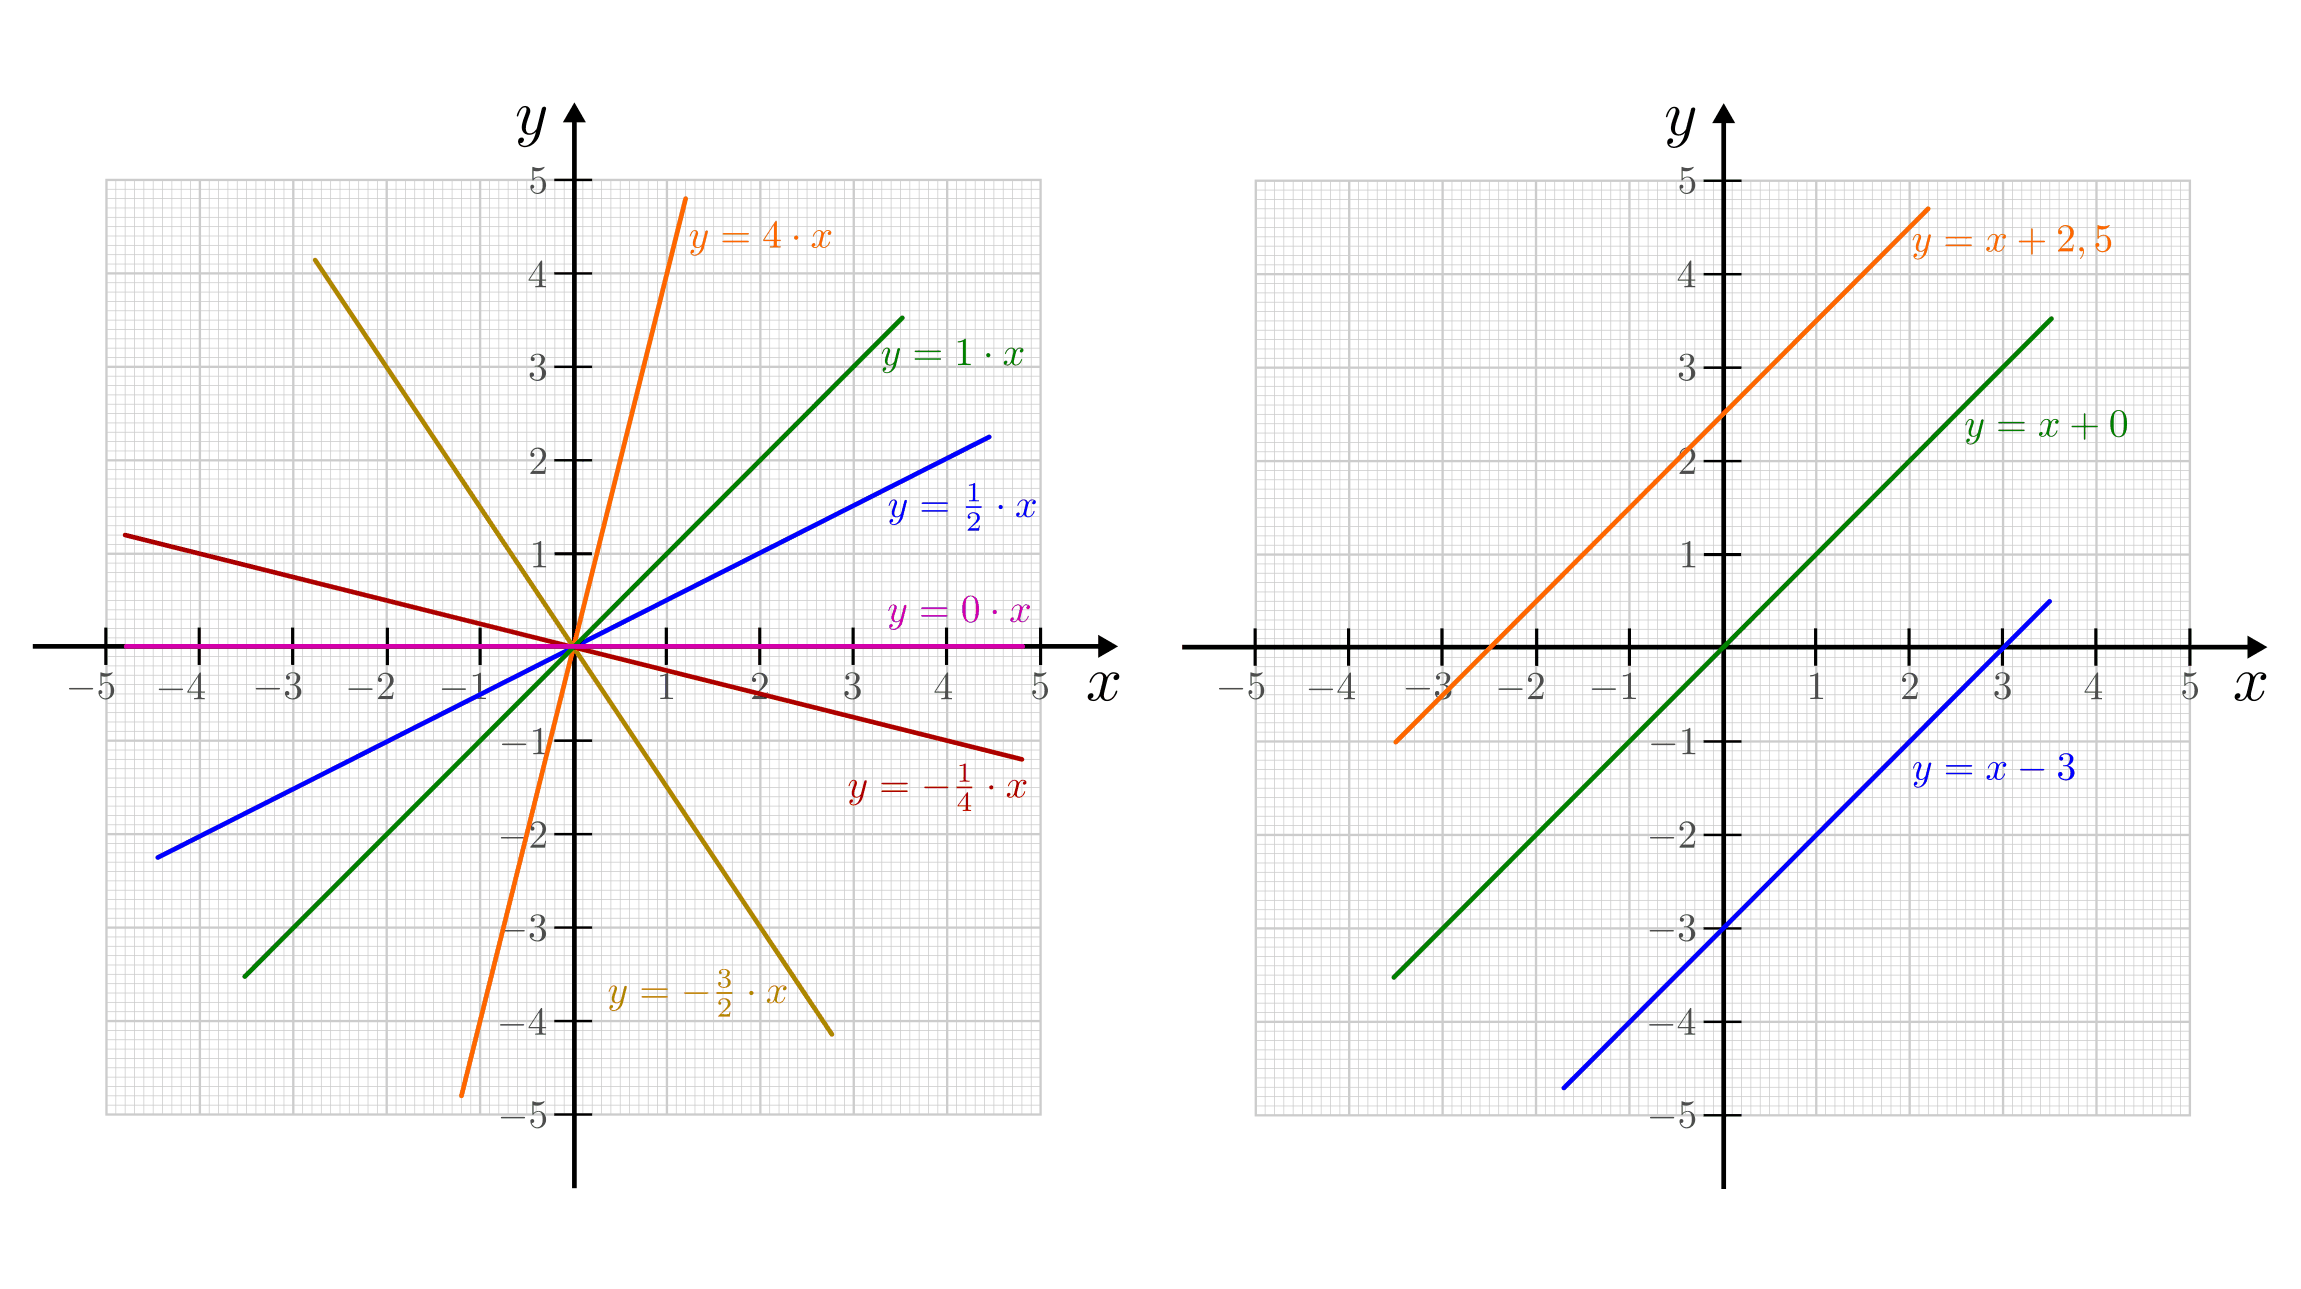 y
5
y = 4 · x
4
y = 1 · x
3
2
y = 1/2 · x
1
y = 0 · x
−5 −4 −3 −2 −1 1 2 3 4 5 x
−1
y = −1/4 · x
−2
−3
y = −3/2 · x
−4
−5
y
5
y = x + 2, 5
4
3
y = x + 0
2
1
−5 −4 −3 −2 −1 1 2 3 4 5 x
−1
y = x − 3
−2
−3
−4
−5